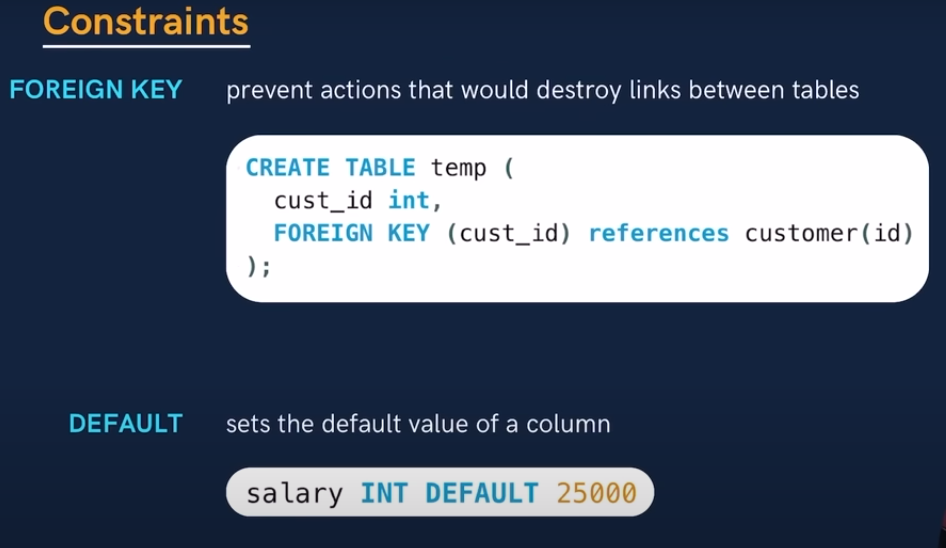 Constraints
FOREIGN KEY prevent actions that would destroy links between tables
CREATE TABLE temp (
cust_id int,
FOREIGN KEY (cust_id) references customer(id)
);
DEFAULT sets the default value of a column
salary INT DEFAULT 25000